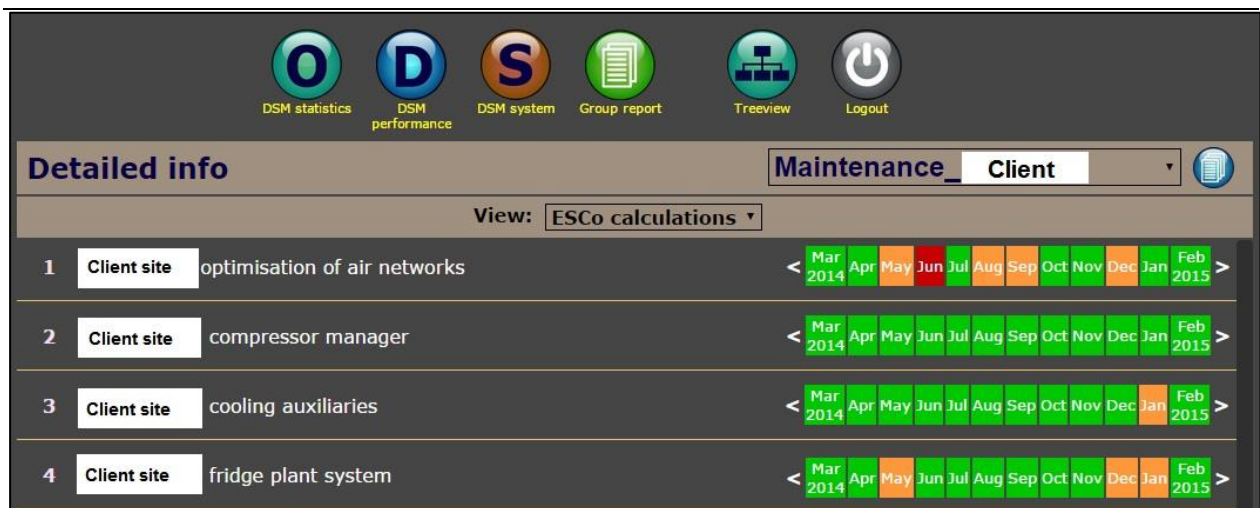 O D S
DSM statistics DSM performance DSM system Group report Treeview Logout
Detailed info Maintenance_ Client
View: ESCo calculations
1 Client site optimisation of air networks < Mar 2014 Apr May Jun Jul Aug Sep Oct Nov Dec Jan Feb 2015 >
2 Client site compressor manager < Mar 2014 Apr May Jun Jul Aug Sep Oct Nov Dec Jan Feb 2015 >
3 Client site cooling auxiliaries < Mar 2014 Apr May Jun Jul Aug Sep Oct Nov Dec Jan Feb 2015 >
4 Client site fridge plant system < Mar 2014 Apr May Jun Jul Aug Sep Oct Nov Dec Jan Feb 2015 >